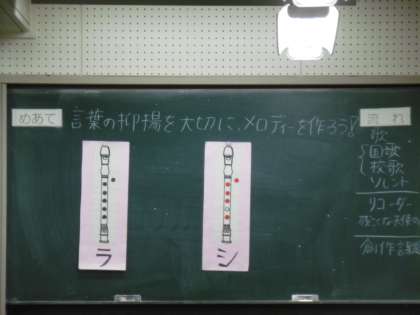 めあて
言葉の抑揚を大切に、メロディーを作ろう!
ラ
シ
流れ
歌
国歌
校歌
ソレント
リコーダー
創作